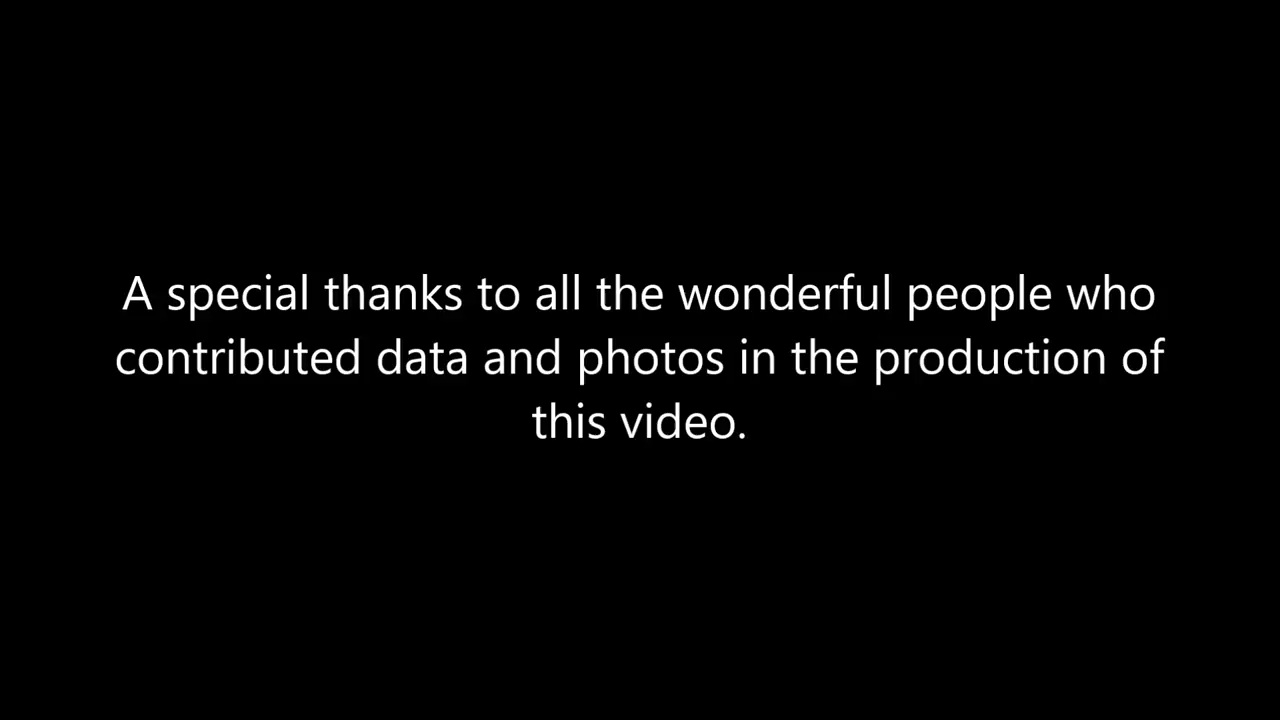 A special thanks to all the wonderful people who
contributed data and photos in the production of
this video.